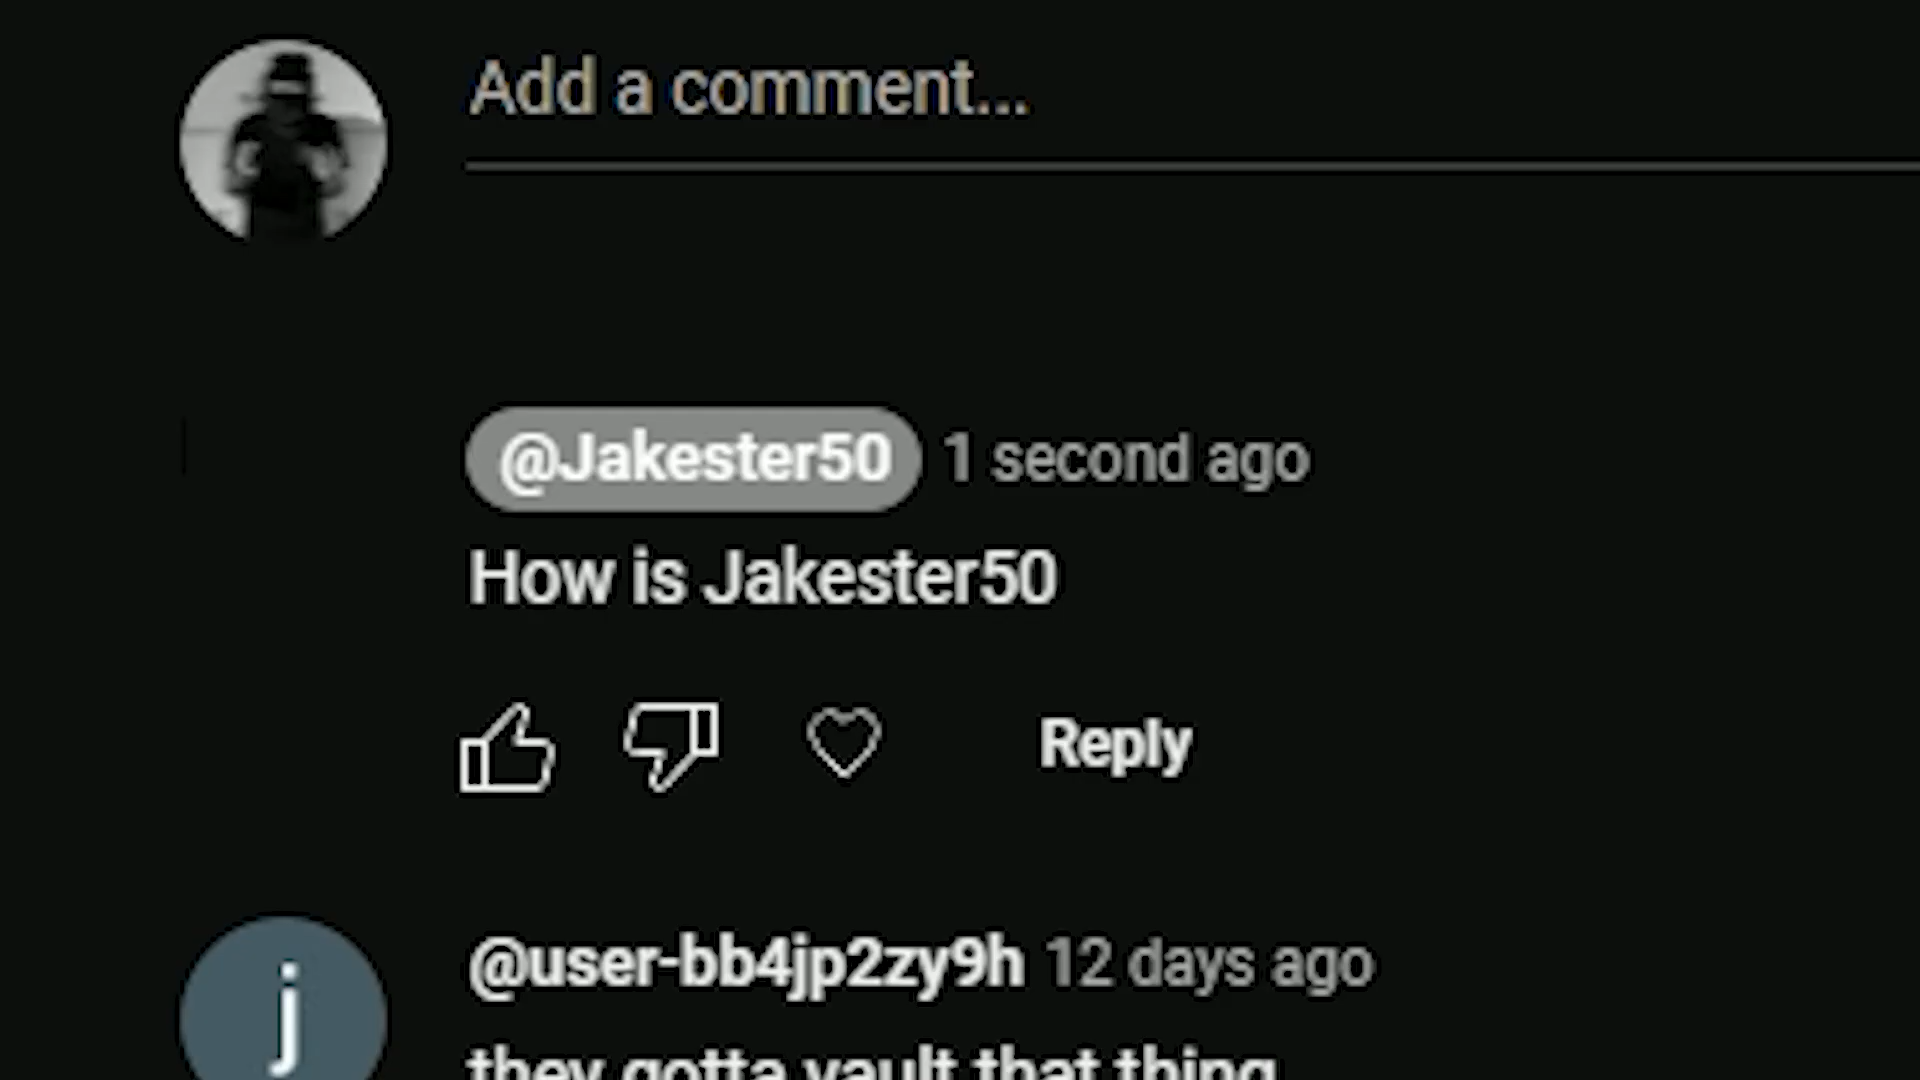 Add a comment...
@Jakester50 1 second ago
How is Jakester50
Reply
j
@user-bb4jp2zy9h 12 days ago
they gotta vault that thing